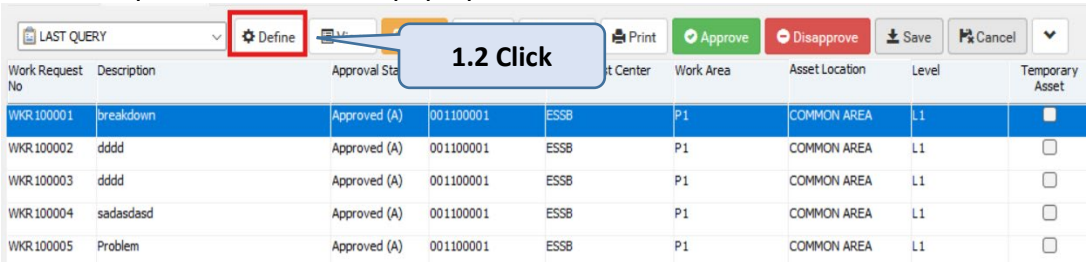 LAST QUERY Define Print Approve Disapprove Save Cancel
1.2 Click
Work Request No Description Approval Sta st Center Work Area Asset Location Level Temporary Asset
WKR100001 breakdown Approved (A) 001100001 ESSB P1 COMMON AREA L1
WKR100002 dddd Approved (A) 001100001 ESSB P1 COMMON AREA L1
WKR100003 dddd Approved (A) 001100001 ESSB P1 COMMON AREA L1
WKR100004 sadasdasd Approved (A) 001100001 ESSB P1 COMMON AREA L1
WKR100005 Problem Approved (A) 001100001 ESSB P1 COMMON AREA L1